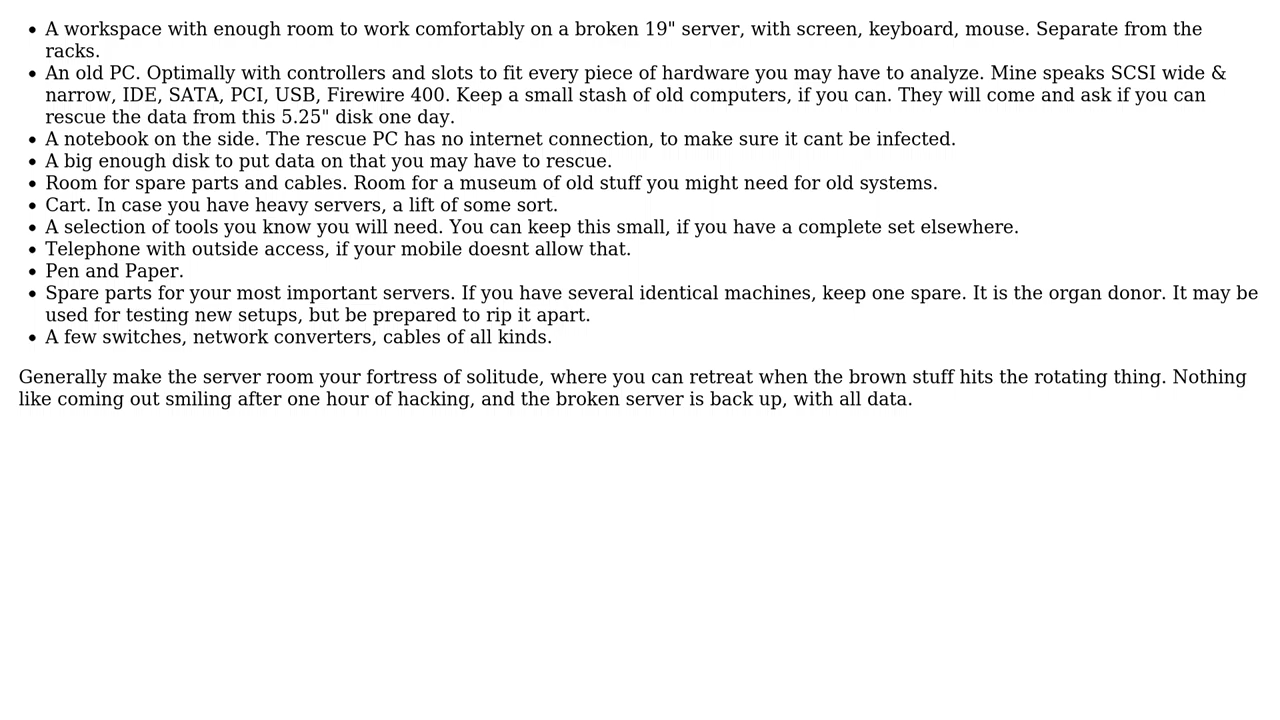 • A workspace with enough room to work comfortably on a broken 19" server, with screen, keyboard, mouse. Separate from the
racks.
• An old PC. Optimally with controllers and slots to fit every piece of hardware you may have to analyze. Mine speaks SCSI wide &
narrow, IDE, SATA, PCI, USB, Firewire 400. Keep a small stash of old computers, if you can. They will come and ask if you can
rescue the data from this 5.25" disk one day.
• A notebook on the side. The rescue PC has no internet connection, to make sure it cant be infected.
• A big enough disk to put data on that you may have to rescue.
• Room for spare parts and cables. Room for a museum of old stuff you might need for old systems.
• Cart. In case you have heavy servers, a lift of some sort.
• A selection of tools you know you will need. You can keep this small, if you have a complete set elsewhere.
• Telephone with outside access, if your mobile doesnt allow that.
• Pen and Paper.
• Spare parts for your most important servers. If you have several identical machines, keep one spare. It is the organ donor. It may be
used for testing new setups, but be prepared to rip it apart.
• A few switches, network converters, cables of all kinds.
Generally make the server room your fortress of solitude, where you can retreat when the brown stuff hits the rotating thing. Nothing
like coming out smiling after one hour of hacking, and the broken server is back up, with all data.